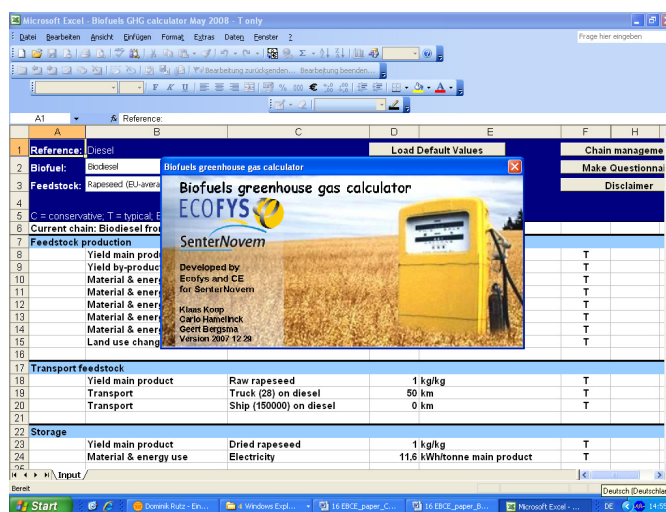 Microsoft Excel - Biofuels GHG calculator May 2008 - T only
Datei Bearbeiten Ansicht Einfügen Format Extras Daten Fenster ?
Frage hier eingeben
Bearbeitung zurückgesenden... Bearbeitung beenden...
F K U
A1 fx Reference:
A B C D E F H
1 Reference: Diesel Load Default Values Chain manageme
2 Biofuel: Biodiesel Make Questionnai
3 Feedstock: Rapeseed (EU-avera Disclaimer
4
5 C = conservative; T = typical; B
6 Current chain: Biodiesel fro
7 Feedstock production
8 Yield main prod T
9 Yield by-produc T
10 Material & ener T
11 Material & ener T
12 Material & ener T
13 Material & ener T
14 Material & ener T
15 Land use chang T
16
17 Transport feedstock
18 Yield main product Raw rapeseed 1 kg/kg T
19 Transport Truck (28) on diesel 50 km T
20 Transport Ship (150000) on diesel 0 km T
21
22 Storage
23 Yield main product Dried rapeseed 1 kg/kg T
24 Material & energy use Electricity 11,6 kWh/tonne main product T
25
Biofuels greenhouse gas calculator
Biofuels greenhouse gas calculator
ECOFYS
SenterNovem
Developed by
Ecofys and CE
for SenterNovem
Klaas Koop
Carlo Hamelinck
Geert Bergsma
Version 2007 12 20
Input
Bereit
Deutsch (Deutschlan
Start Dominik Rutz - Ein... 4 Windows Expl... 16 EBCE_paper_C... 16 EBCE_paper_B... Microsoft Excel - ... DE 14:55